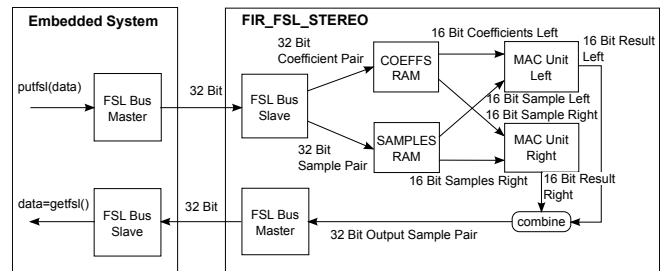 Embedded System
FIR_FSL_STEREO
putfsl(data)
FSL Bus
Master
32 Bit
FSL Bus
Slave
32 Bit
Coefficient Pair
32 Bit
Sample Pair
COEFFS
RAM
SAMPLES
RAM
16 Bit Coefficients Left
16 Bit Sample Left
16 Bit Sample Right
16 Bit Samples Right
MAC Unit
Left
MAC Unit
Right
16 Bit Result
Left
16 Bit Result
Right
combine
32 Bit Output Sample Pair
FSL Bus
Master
32 Bit
FSL Bus
Slave
data=getfsl()